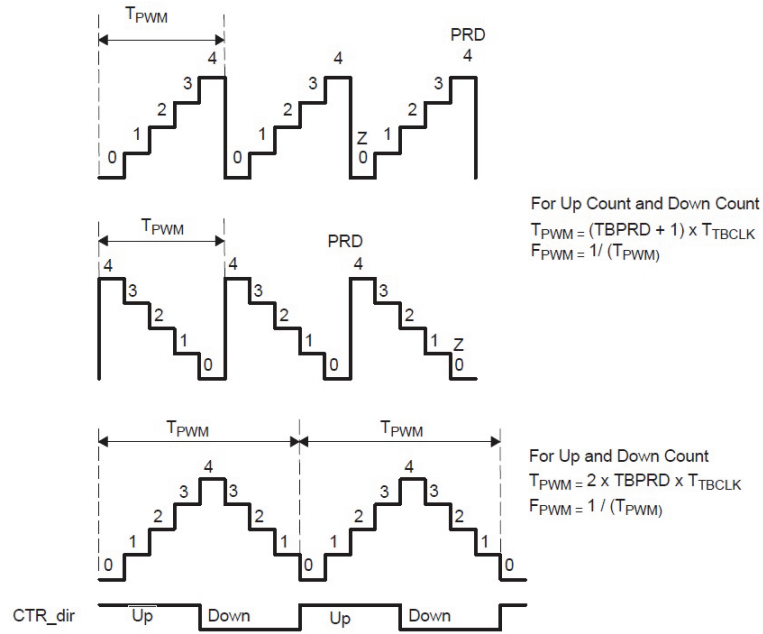 TPWM
PRD
4 4 4
3 3 3
2 2 2
1 1 Z 1
0 0 0
For Up Count and Down Count
TPWM = (TBPRD + 1) x TTBCLK
FPWM = 1/ (TPWM)
TPWM
PRD
4 4 4
3 3 3
2 2 2
1 1 1 Z
0 0 0
TPWM TPWM
For Up and Down Count
TPWM = 2 x TBPRD x TTBCLK
FPWM = 1 / (TPWM)
4 4
3 3 3 3
2 2 2 2
1 1 1 1
0 0 0
CTR_dir Up Down Up Down